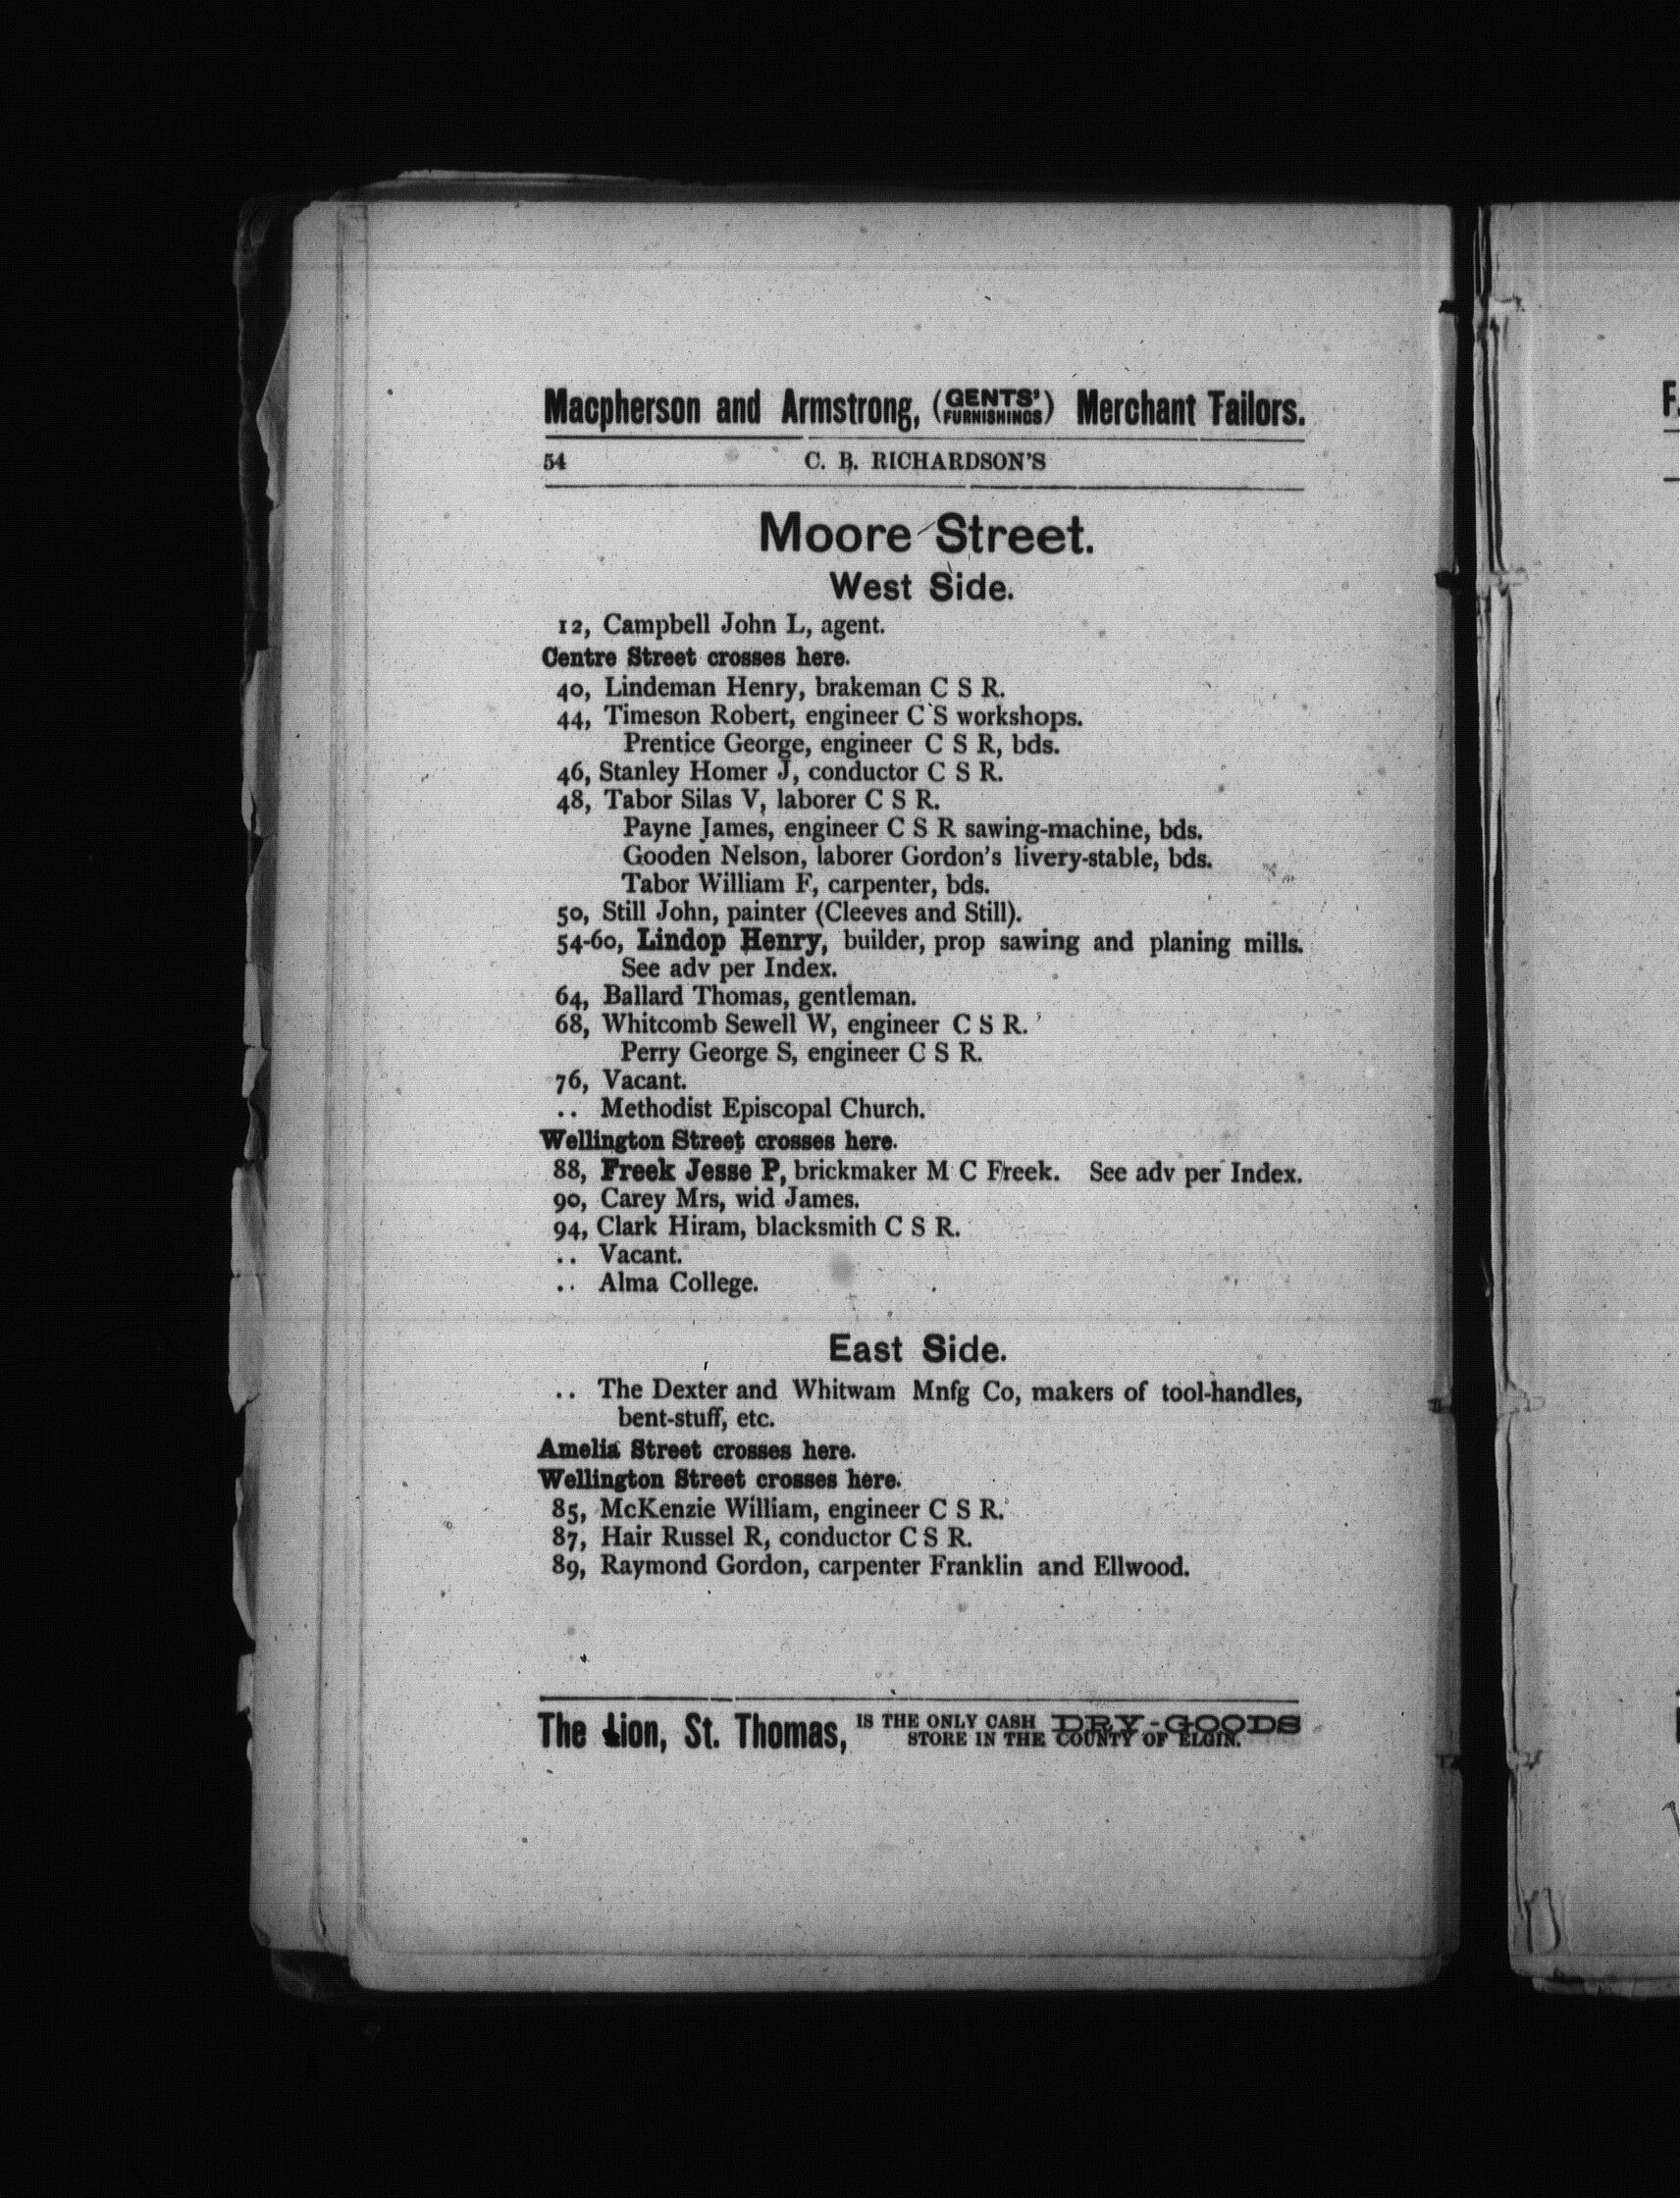 Macpherson and Armstrong, (GENTS' FURNISHINGS) Merchant Tailors.
54 C. B. RICHARDSON'S
Moore Street.
West Side.
12, Campbell John L, agent.
Centre Street crosses here.
40, Lindeman Henry, brakeman C S R.
44, Timeson Robert, engineer C S workshops.
Prentice George, engineer C S R, bds.
46, Stanley Homer J, conductor C S R.
48, Tabor Silas V, laborer C S R.
Payne James, engineer C S R sawing-machine, bds.
Gooden Nelson, laborer Gordon's livery-stable, bds.
Tabor William F, carpenter, bds.
50, Still John, painter (Cleeves and Still).
54-60, Lindop Henry, builder, prop sawing and planing mills.
See adv per Index.
64, Ballard Thomas, gentleman.
68, Whitcomb Sewell W, engineer C S R.
Perry George S, engineer C S R.
76, Vacant.
.. Methodist Episcopal Church.
Wellington Street crosses here.
88, Freek Jesse P, brickmaker M C Freek. See adv per Index.
90, Carey Mrs, wid James.
94, Clark Hiram, blacksmith C S R.
.. Vacant.
.. Alma College.
East Side.
.. The Dexter and Whitwam Mnfg Co, makers of tool-handles,
bent-stuff, etc.
Amelia Street crosses here.
Wellington Street crosses here.
85, McKenzie William, engineer C S R.
87, Hair Russel R, conductor C S R.
89, Raymond Gordon, carpenter Franklin and Ellwood.
The Lion, St. Thomas, IS THE ONLY CASH DRY-GOODS
STORE IN THE COUNTY OF ELGIN.